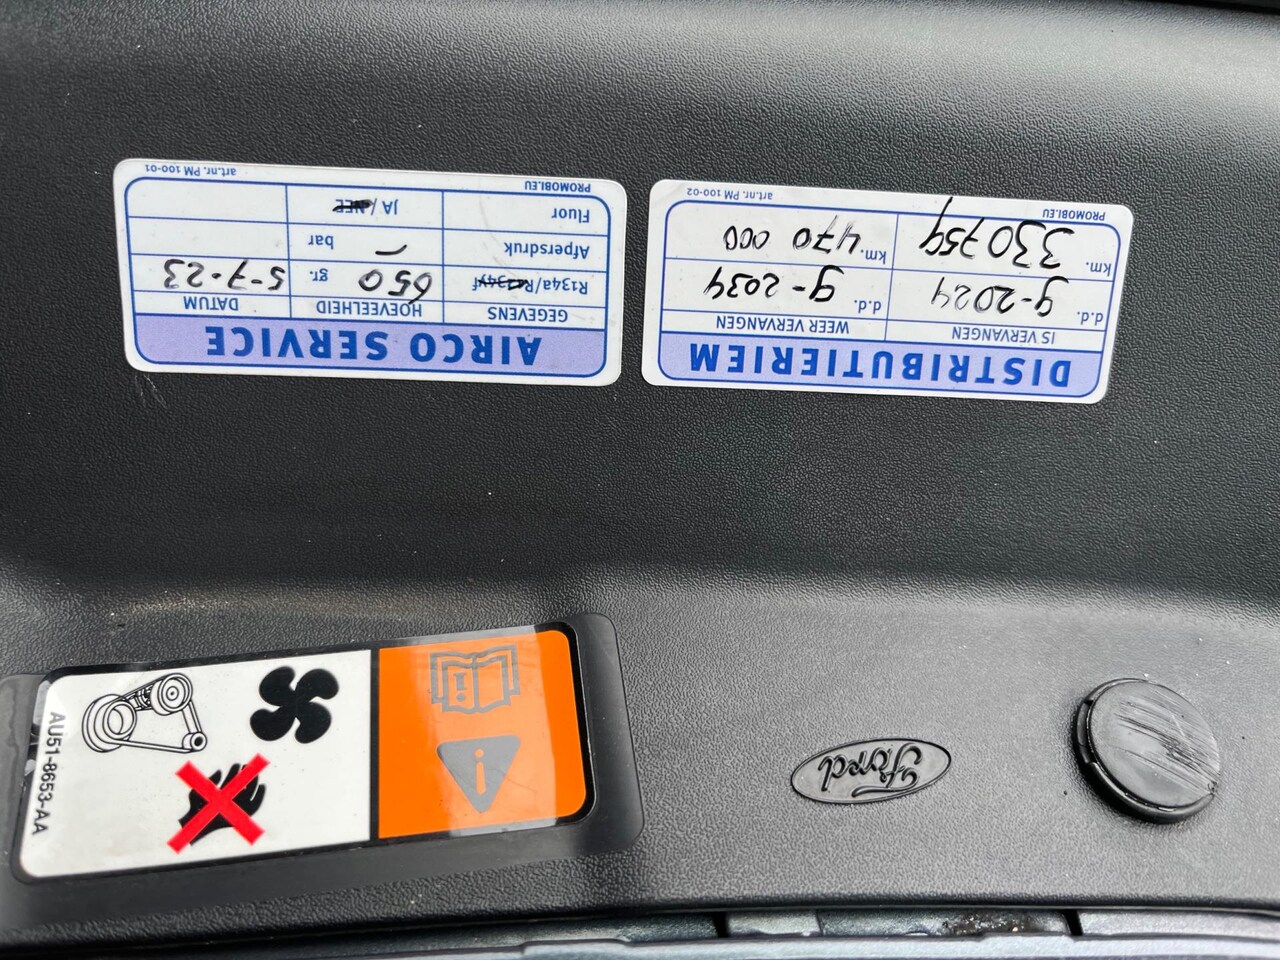 DISTRIBUTIERIEM
IS VERVANGEN WEER VERVANGEN
d.d. 9-2024 d.d. 9-2034
km. 330759 km. 470 000
PROMOBI.EU art.nr. PM 100-02
AIRCO SERVICE
GEGEVENS HOEVEELHEID DATUM
R134a/R1234yf 650 gr. 5-7-23
Afpersdruk - bar
Fluor JA / NEE
PROMOBI.EU art.nr. PM 100-01
Ford
AU51-8653-AA